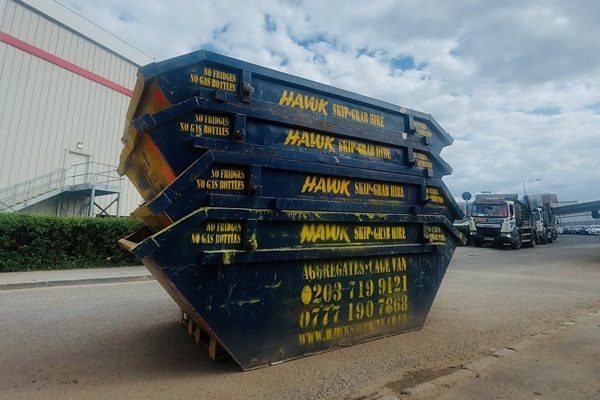 NO FRIDGES
NO GAS BOTTLES
HAWK SKIP•GRAB HIRE
NO FRIDGES
NO GAS BOTTLES
HAWK SKIP•GRAB HIRE
NO FRIDGES
NO GAS BOTTLES
HAWK SKIP•GRAB HIRE
NO FRIDGES
NO GAS BOTTLES
HAWK SKIP•GRAB HIRE
AGGREGATES•CAGE VAN
0203 719 9121
0777 190 7868